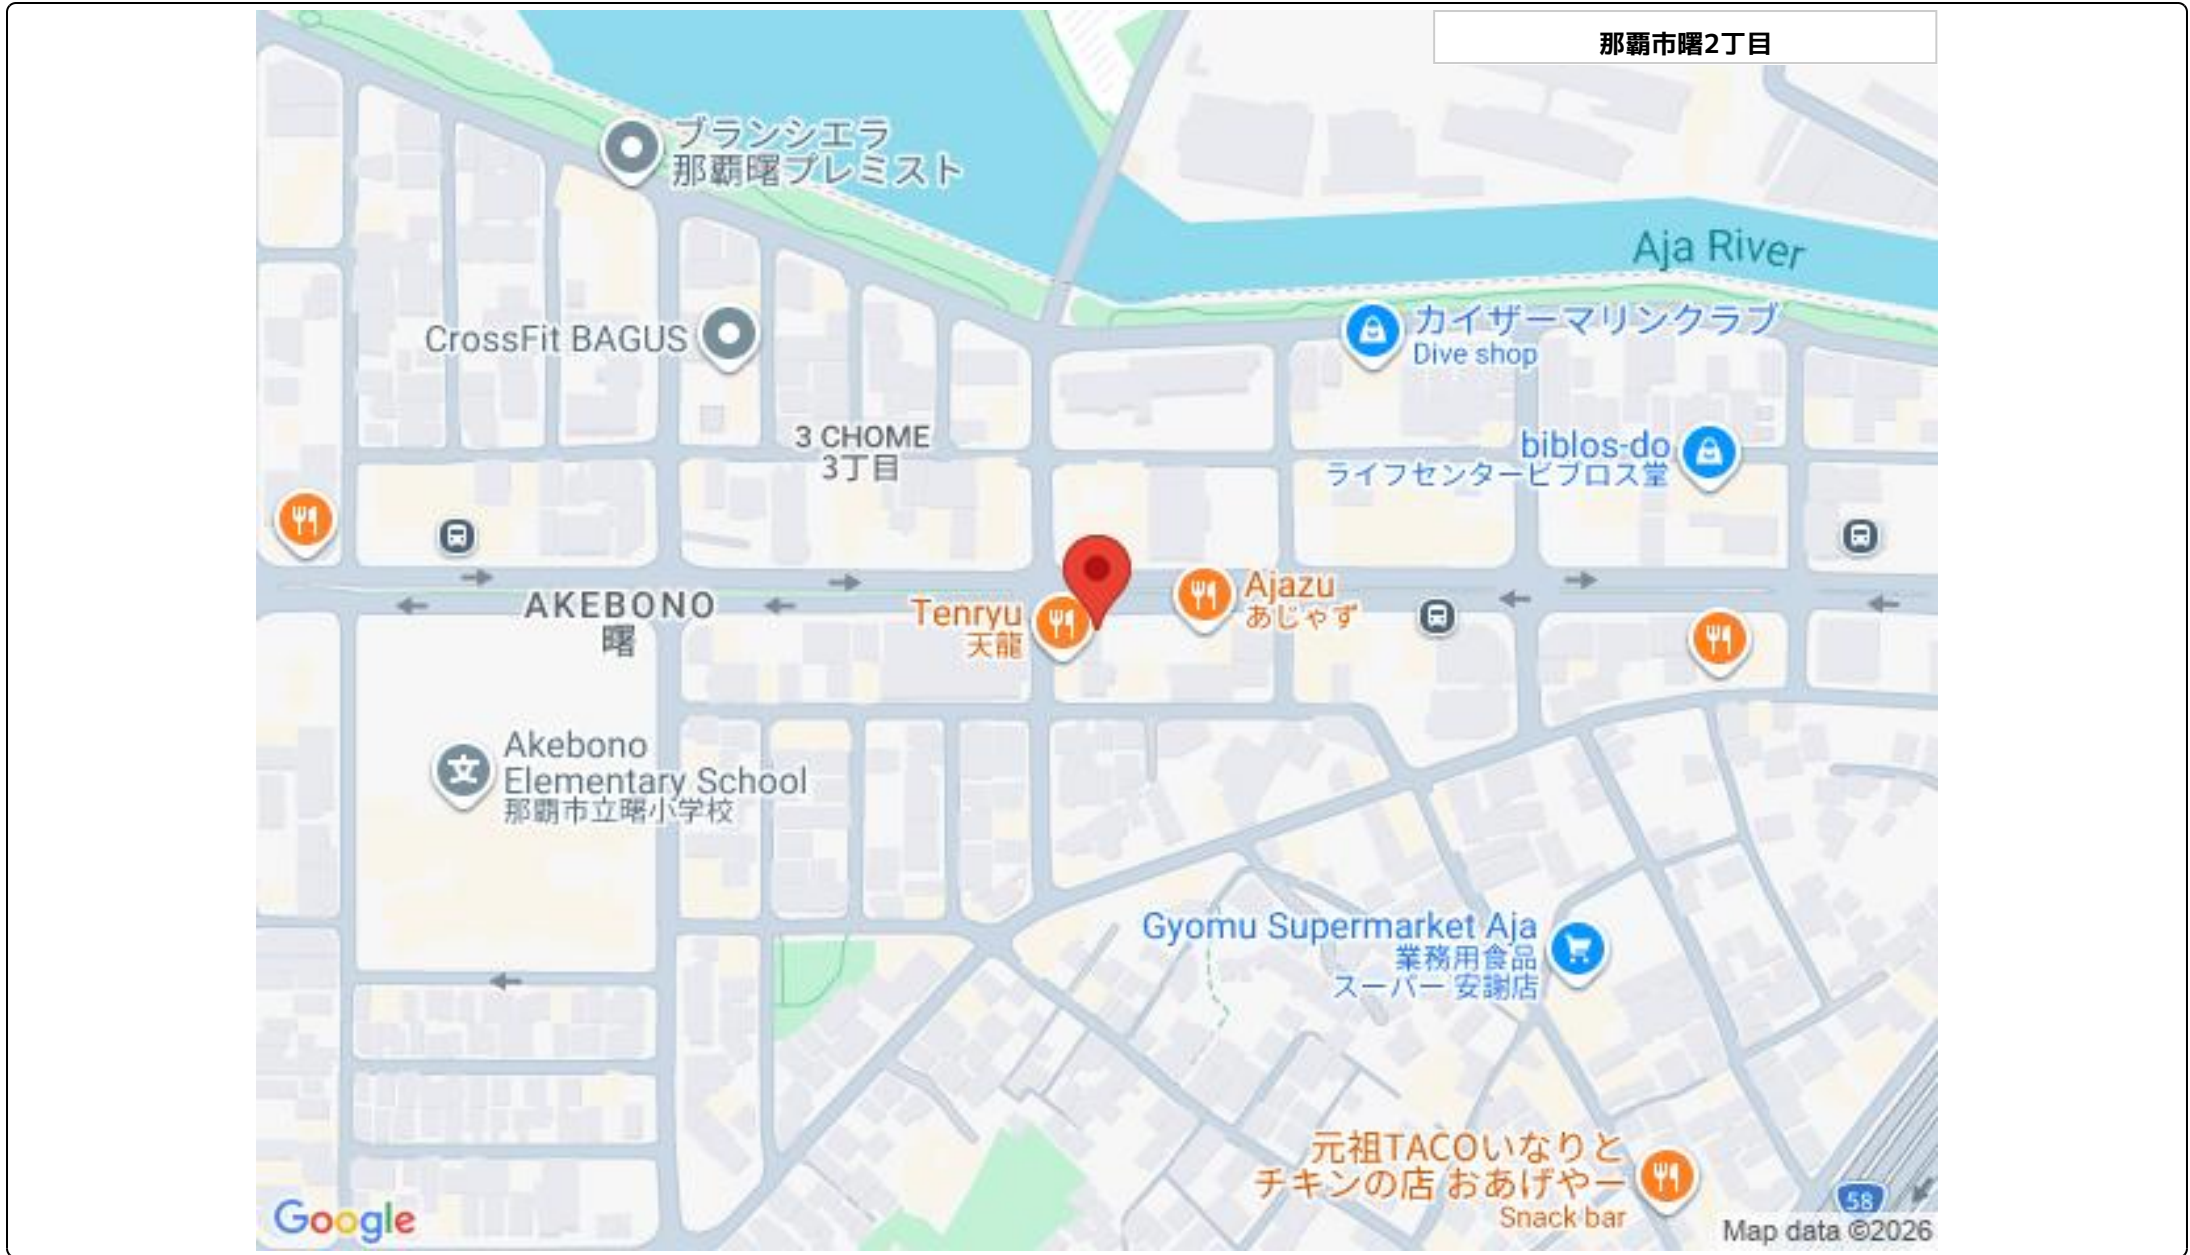 那覇市曙2丁目
ブランシエラ
那覇曙プレミスト
Aja River
CrossFit BAGUS
カイザーマリンクラブ
Dive shop
3 CHOME
3丁目
biblos-do
ライフセンタービブロス堂
AKEBONO
曙
Tenryu
天龍
Ajazu
あじゃず
Akebono
Elementary School
那覇市立曙小学校
文
Gyomu Supermarket Aja
業務用食品
スーパー 安謝店
元祖TACOいなりと
チキンの店 おあげやー
Snack bar
58
Google
Map data ©2026